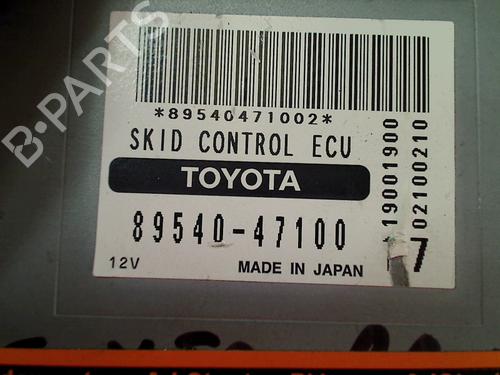 B-PARTS
*89540471002*
SKID CONTROL ECU
TOYOTA
89540-47100
12V
MADE IN JAPAN
19001900
02100210
7